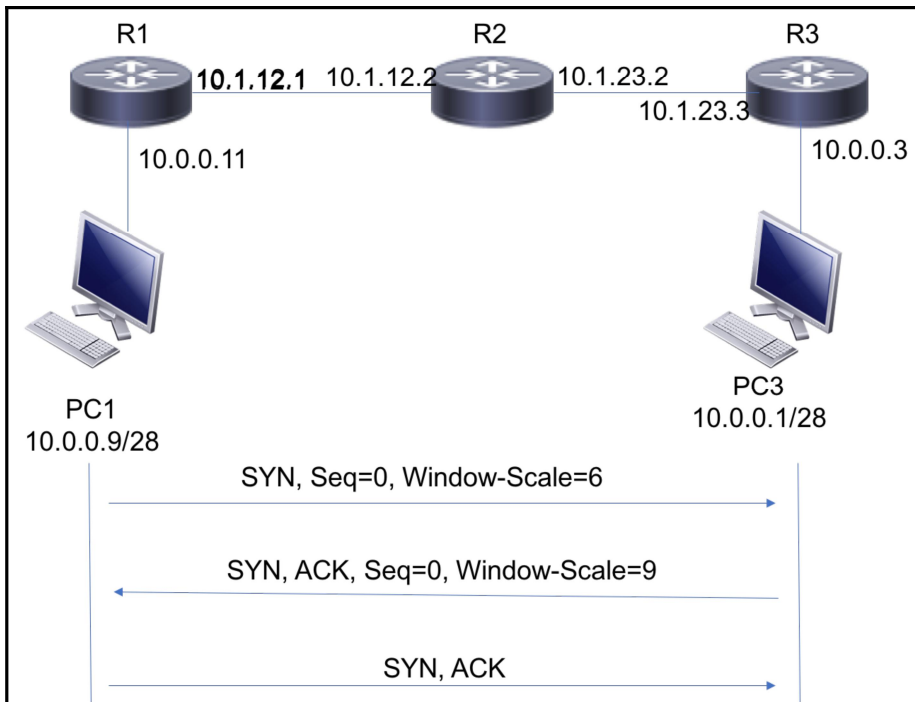 R1
R2
R3
10.1.12.1
10.1.12.2
10.1.23.2
10.1.23.3
10.0.0.11
10.0.0.3
PC1
10.0.0.9/28
PC3
10.0.0.1/28
SYN, Seq=0, Window-Scale=6
SYN, ACK, Seq=0, Window-Scale=9
SYN, ACK